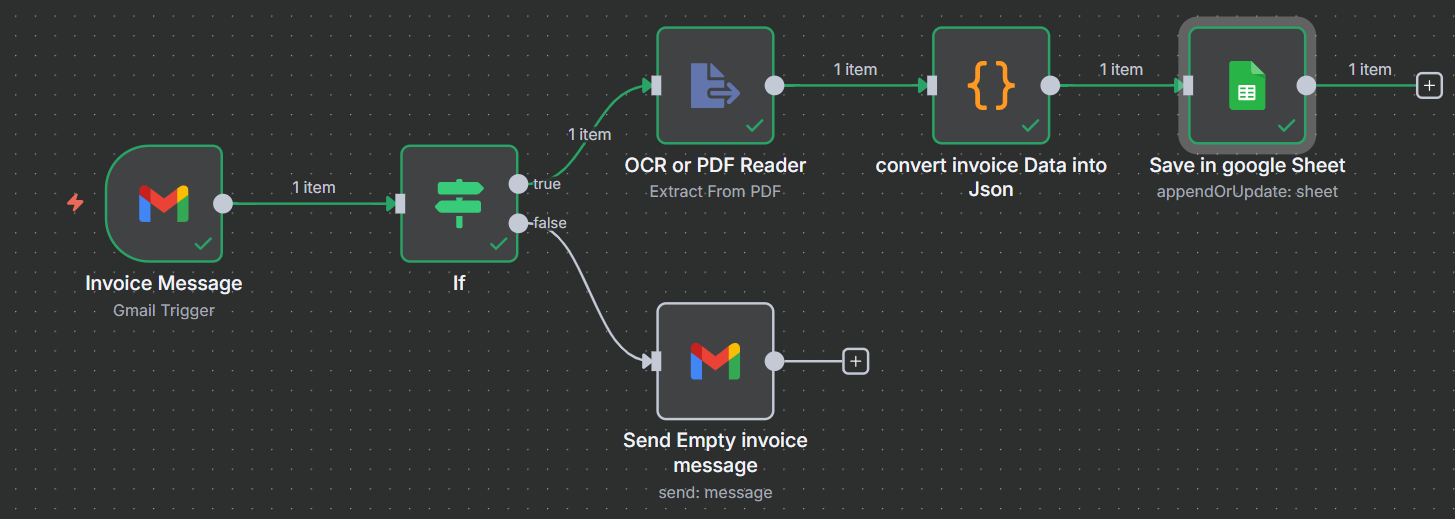 1 item
1 item
1 item
1 item
OCR or PDF Reader
Extract From PDF
convert invoice Data into
Json
Save in google Sheet
appendOrUpdate: sheet
1 item
true
false
Invoice Message
Gmail Trigger
If
Send Empty invoice
message
send: message